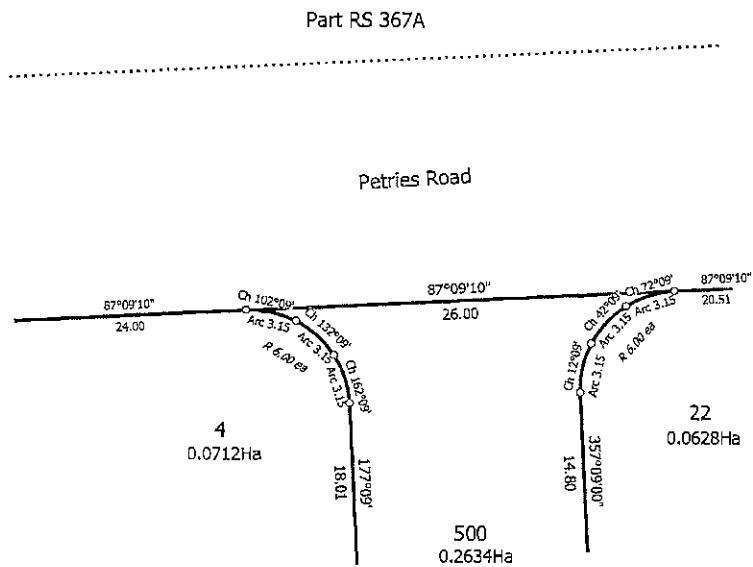 Part RS 367A
Petries Road
87°09'10"
24.00
87°09'10"
26.00
87°09'10"
20.51
Ch 102°09'
Arc 3.15
Ch 132°09'
Arc 3.15
Ch 162°09'
Arc 3.15
R 6.00 ea
Ch 72°09'
Arc 3.15
Ch 42°09'
Arc 3.15
Ch 12°09'
Arc 3.15
R 6.00 ea
4
0.0712Ha
177°09'
18.01
22
0.0628Ha
357°09'00"
14.80
500
0.2634Ha